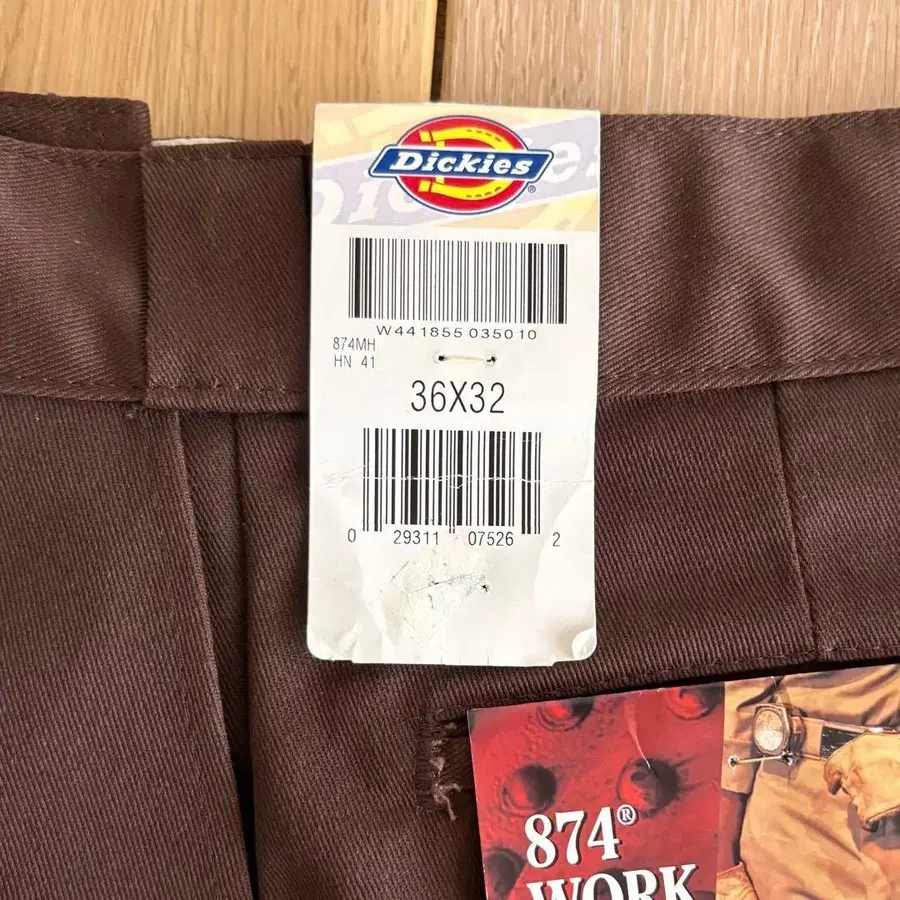 Dickies®
W441855 035010
874MH
HN 41
36X32
0 29311 07526 2
874®
WORK